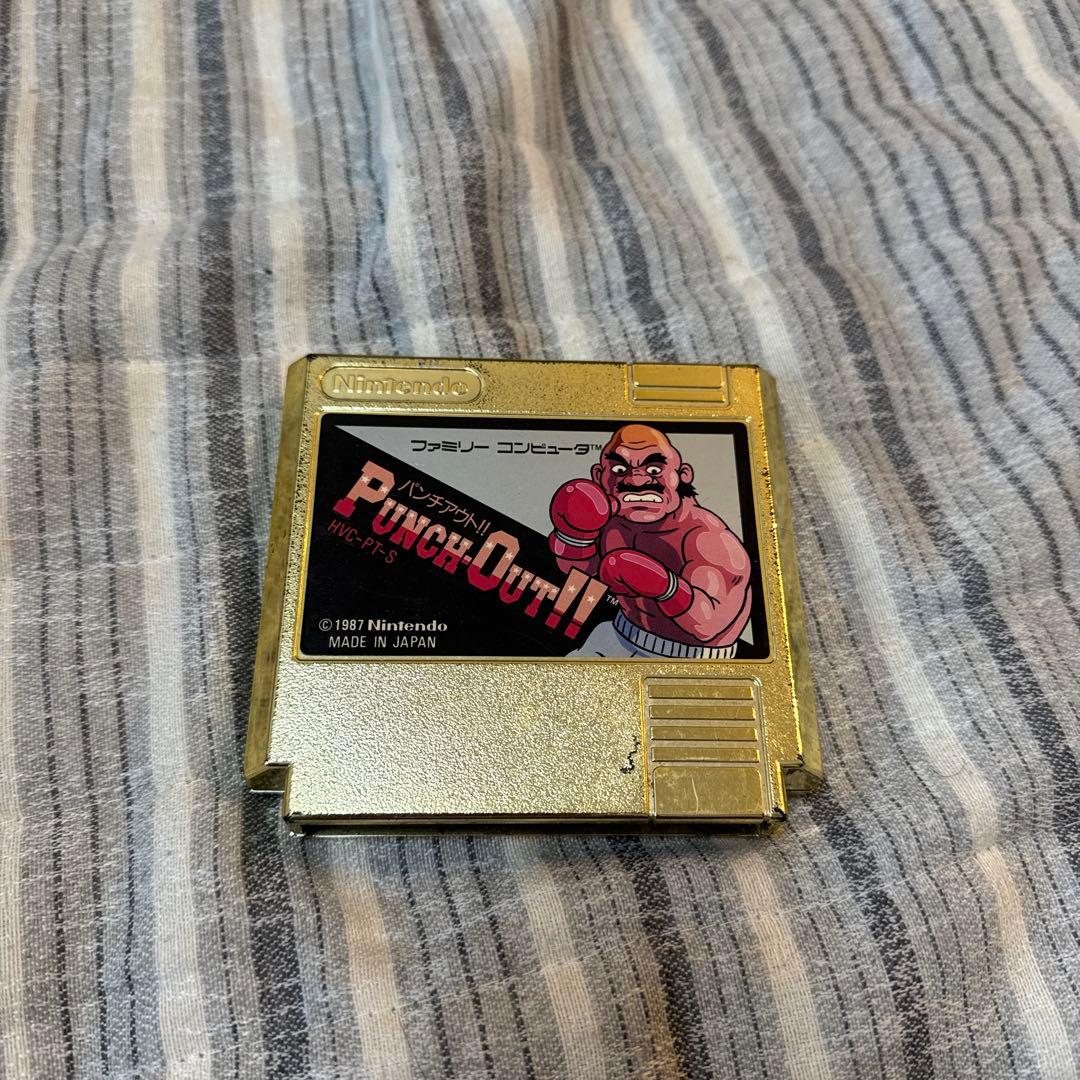 Nintendo
ファミリー コンピュータ™
パンチアウト!!
PUNCH-OUT!!™
HVC-PT-S
©1987 Nintendo
MADE IN JAPAN